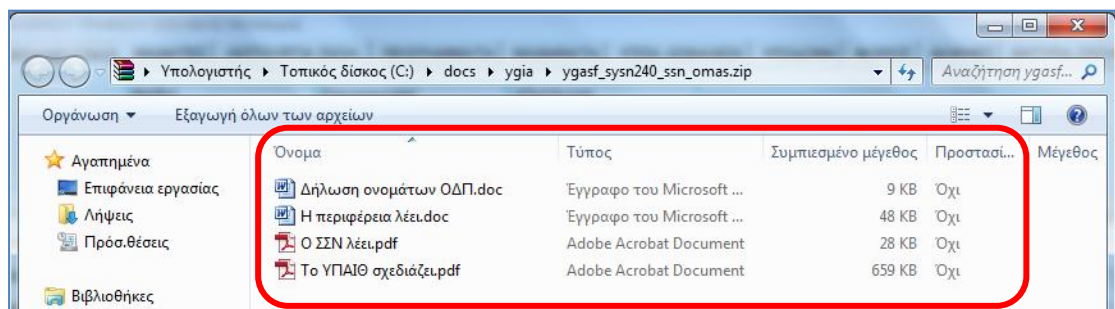 Υπολογιστής ▸ Τοπικός δίσκος (C:) ▸ docs ▸ ygia ▸ ygasf_sysn240_ssn_omas.zip Αναζήτηση ygasf...
Οργάνωση Εξαγωγή όλων των αρχείων
Όνομα Τύπος Συμπιεσμένο μέγεθος Προστασί... Μέγεθος
Αγαπημένα
Επιφάνεια εργασίας Δήλωση ονομάτων ΟΔΠ.doc Έγγραφο του Microsoft ... 9 KB Όχι
Λήψεις Η περιφέρεια λέει.doc Έγγραφο του Microsoft ... 48 KB Όχι
Πρόσ.θέσεις Ο ΣΣΝ λέει.pdf Adobe Acrobat Document 28 KB Όχι
Το ΥΠΑΙΘ σχεδιάζει.pdf Adobe Acrobat Document 659 KB Όχι
Βιβλιοθήκες